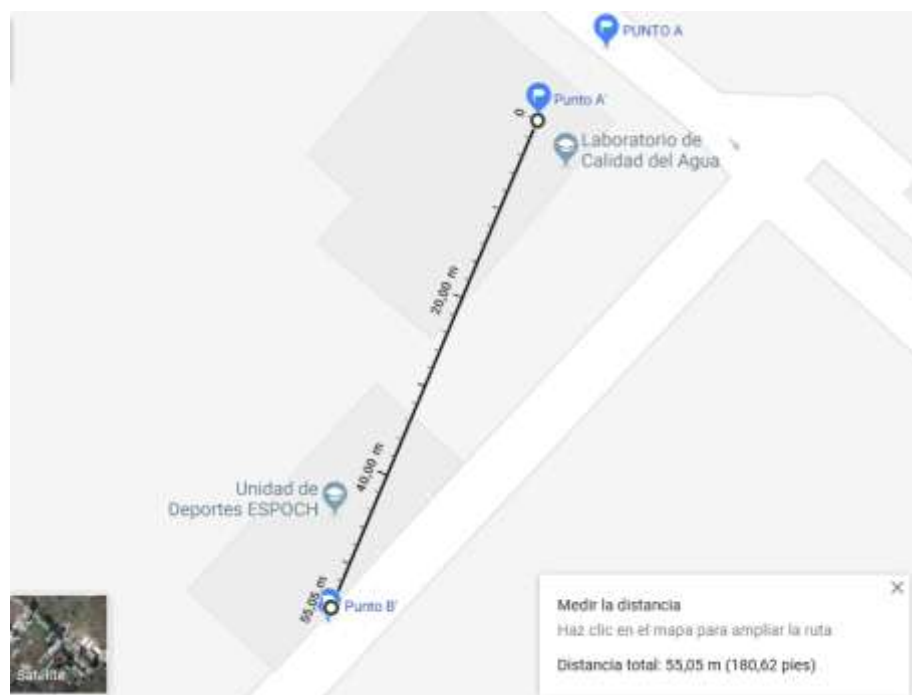 PUNTO A
Punto A'
0
Laboratorio de
Calidad del Agua
20,00 m
40,00 m
Unidad de
Deportes ESPOCH
55,05 m
Punto B'
Medir la distancia
Haz clic en el mapa para ampliar la ruta
Distancia total: 55,05 m (180,62 pies)
Satélite